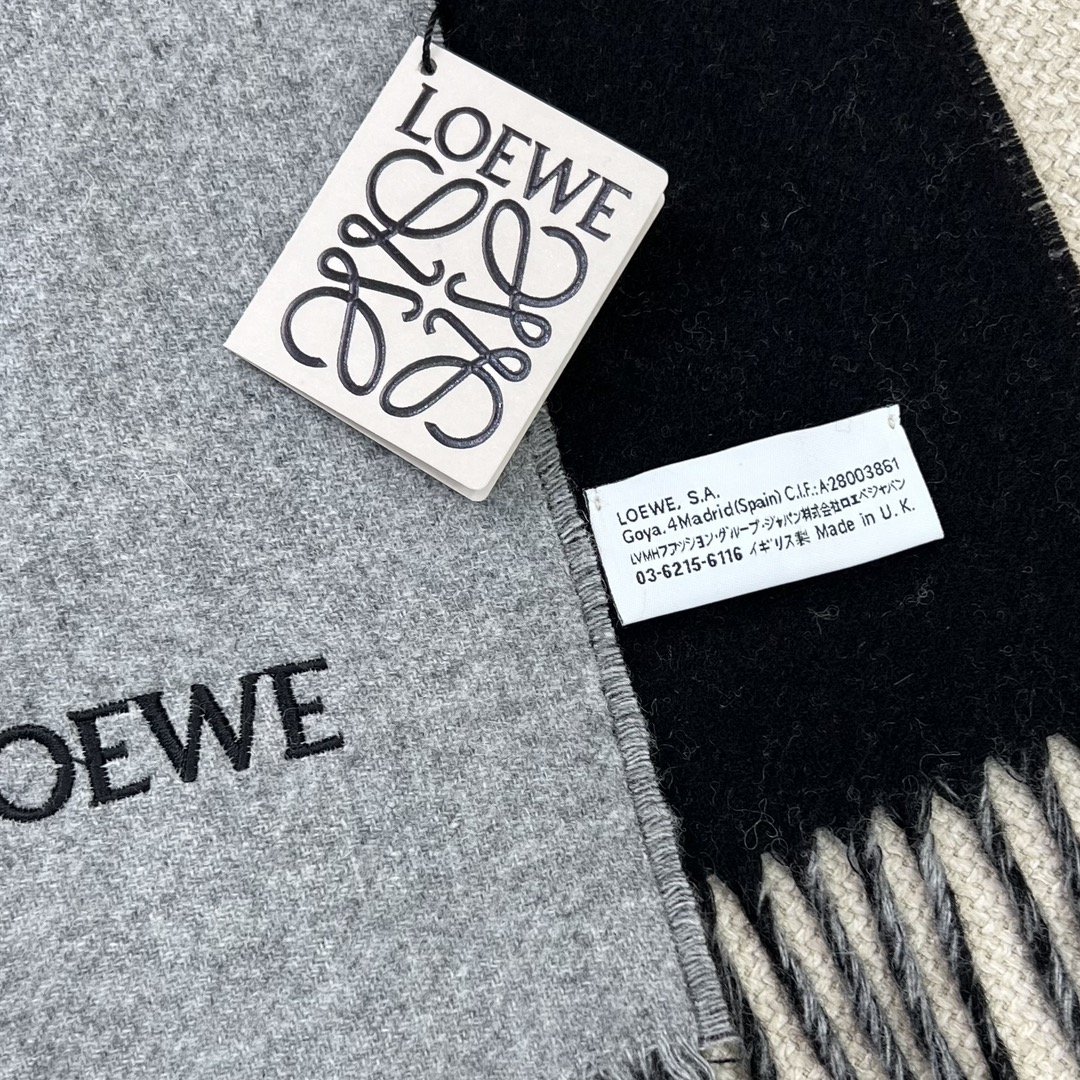 LOEWE
LOEWE, S.A.
Goya. 4 Madrid (Spain) C.I.F.: A-28003861
LVMHファッション・グループ・ジャパン株式会社ロエベジャパン
03-6215-6116 イギリス製 Made in U.K.
OEWE